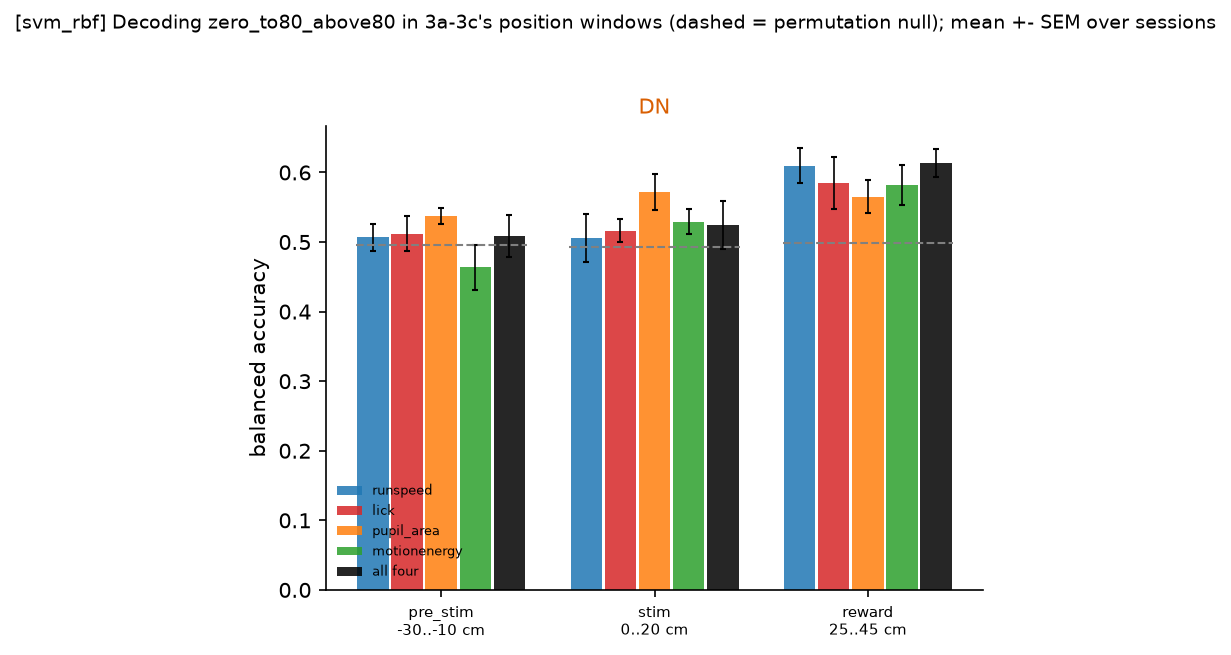 [svm_rbf] Decoding zero_to80_above80 in 3a-3c's position windows (dashed = permutation null); mean +- SEM over sessions
DN
balanced accuracy
0.6
0.5
0.4
0.3
0.2
0.1
0.0
runspeed
lick
pupil_area
motionenergy
all four
pre_stim
-30..-10 cm
stim
0..20 cm
reward
25..45 cm